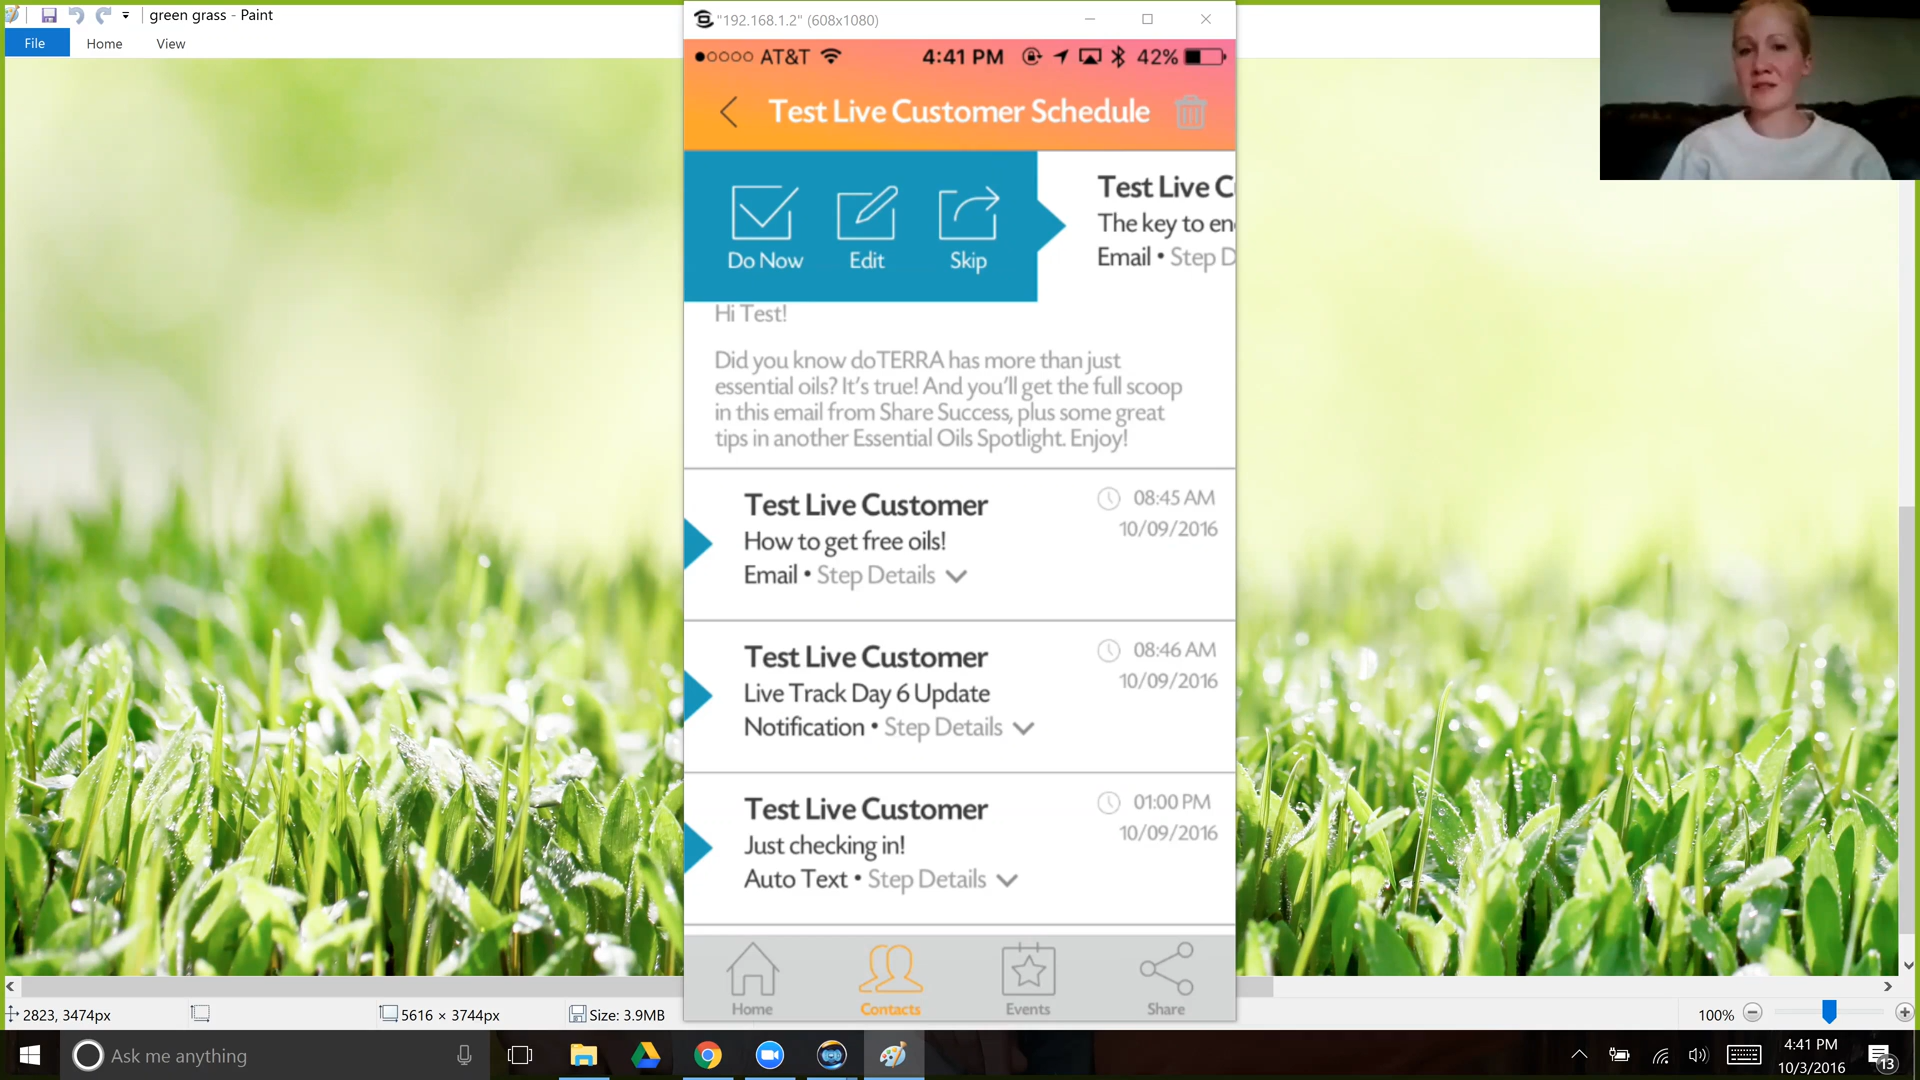 green grass - Paint
File
Home
View
"192.168.1.2" (608x1080)
AT&T
4:41 PM
42%
Test Live Customer Schedule
Do Now
Edit
Skip
Test Live C
The key to en
Email • Step D
Hi Test!
Did you know doTERRA has more than just
essential oils? It's true! And you'll get the full scoop
in this email from Share Success, plus some great
tips in another Essential Oils Spotlight. Enjoy!
Test Live Customer
08:45 AM
How to get free oils!
10/09/2016
Email • Step Details
Test Live Customer
08:46 AM
Live Track Day 6 Update
10/09/2016
Notification • Step Details
Test Live Customer
01:00 PM
Just checking in!
10/09/2016
Auto Text • Step Details
Home
Contacts
Events
Share
2823, 3474px
5616 × 3744px
Size: 3.9MB
100%
Ask me anything
4:41 PM
10/3/2016
13